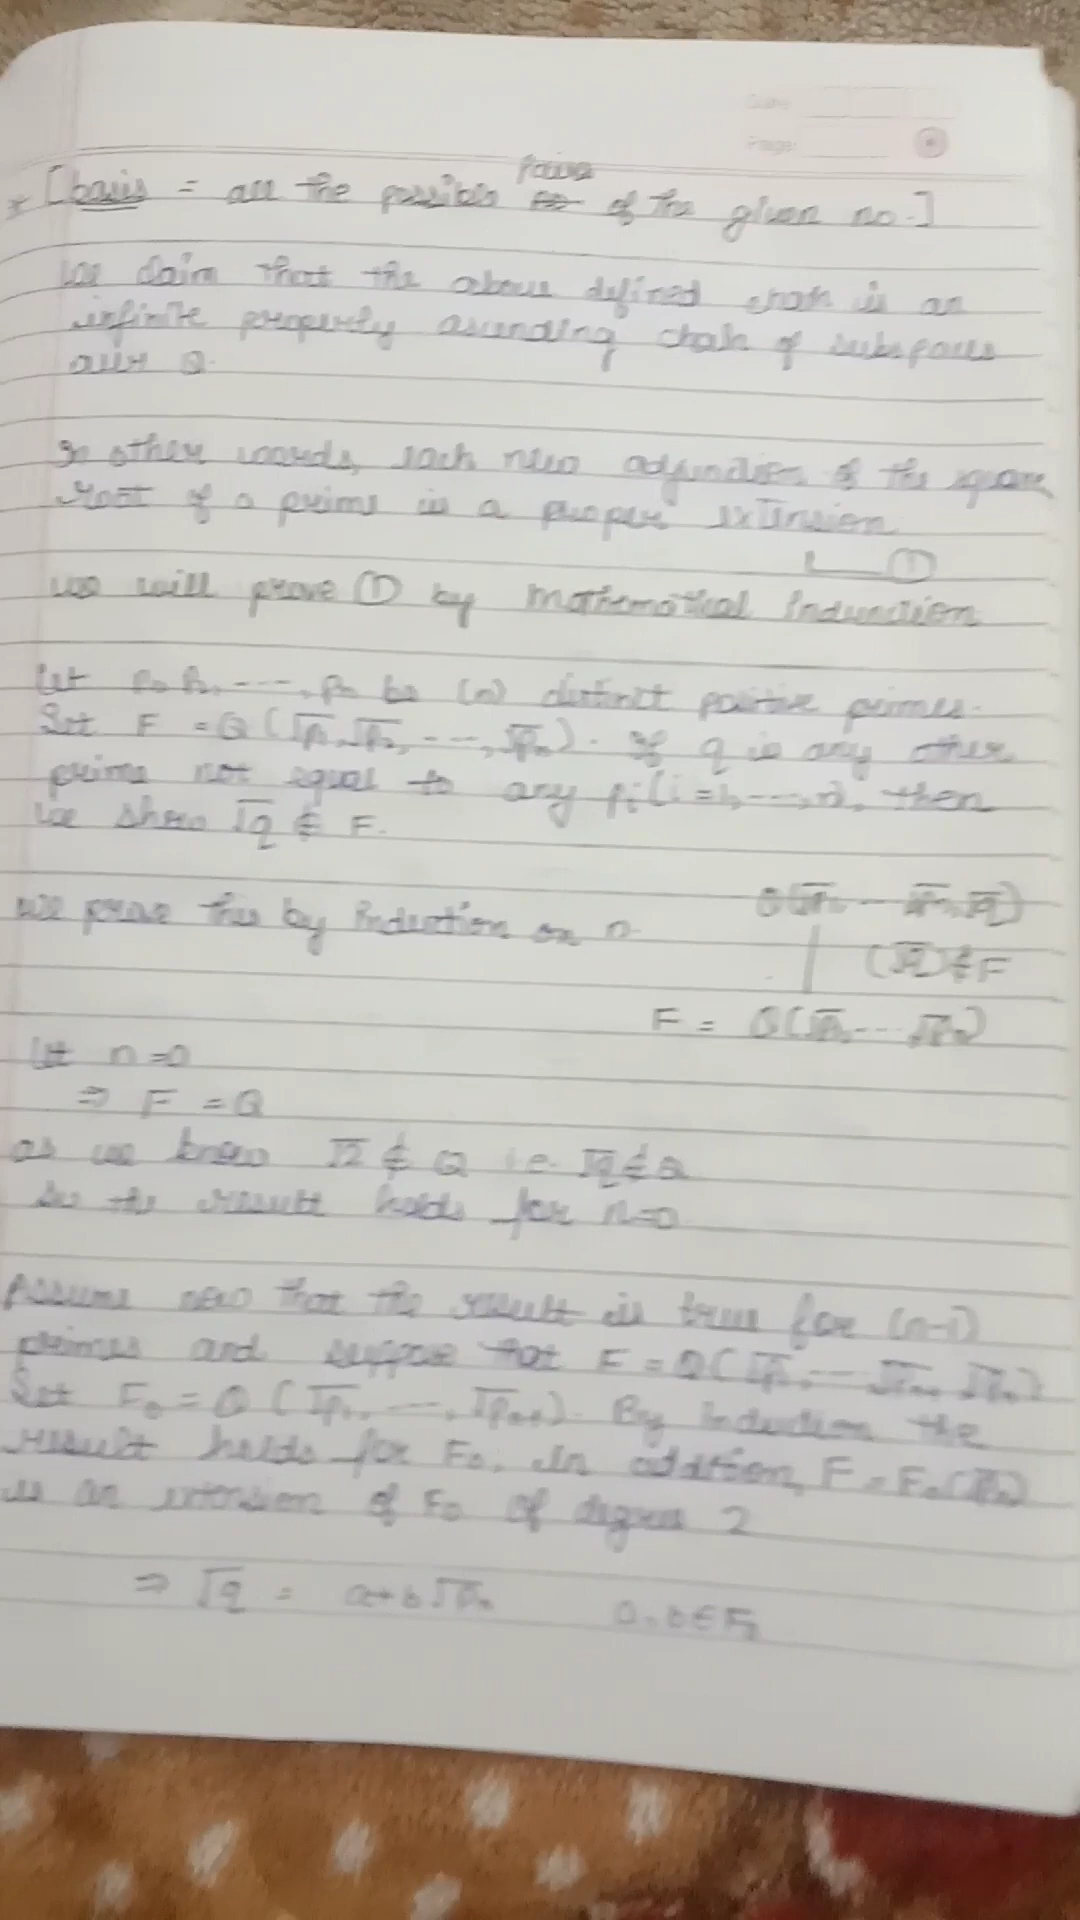 Date
Page
* [basis = all the possible pairs of the given no.]
we claim that the above defined chain is an
infinite properly ascending chain of subspaces
over Q.
In other words, each new adjunction of the square
root of a prime is a proper extension
①
we will prove ① by mathematical Induction
Let p₁, p₂, ----, pₙ be (n) distinct positive primes.
Set F = Q (√p₁, √p₂, ---, √pₙ). If q is any other
prime not equal to any pᵢ (i=1, ---, n), then
we show √q ∉ F.
we prove this by induction on n.
Q(√p₁, --- √pₙ, √q)
(√q) ∉ F
F = Q(√p₁, --- √pₙ)
Let n=0
⇒ F = Q
as we know √2 ∉ Q i.e. √q ∉ Q
so the result holds for n=0
Assume now that the result is true for (n-1)
primes and suppose that F = Q(√p₁, --- √pₙ₋₁, √pₙ)
Set F₀ = Q (√p₁, ---, √pₙ₋₁). By induction the
result holds for F₀. In addition, F = F₀(√pₙ)
is an extension of F₀ of degree 2
⇒ √q = a+b√pₙ a, b ∈ F₀